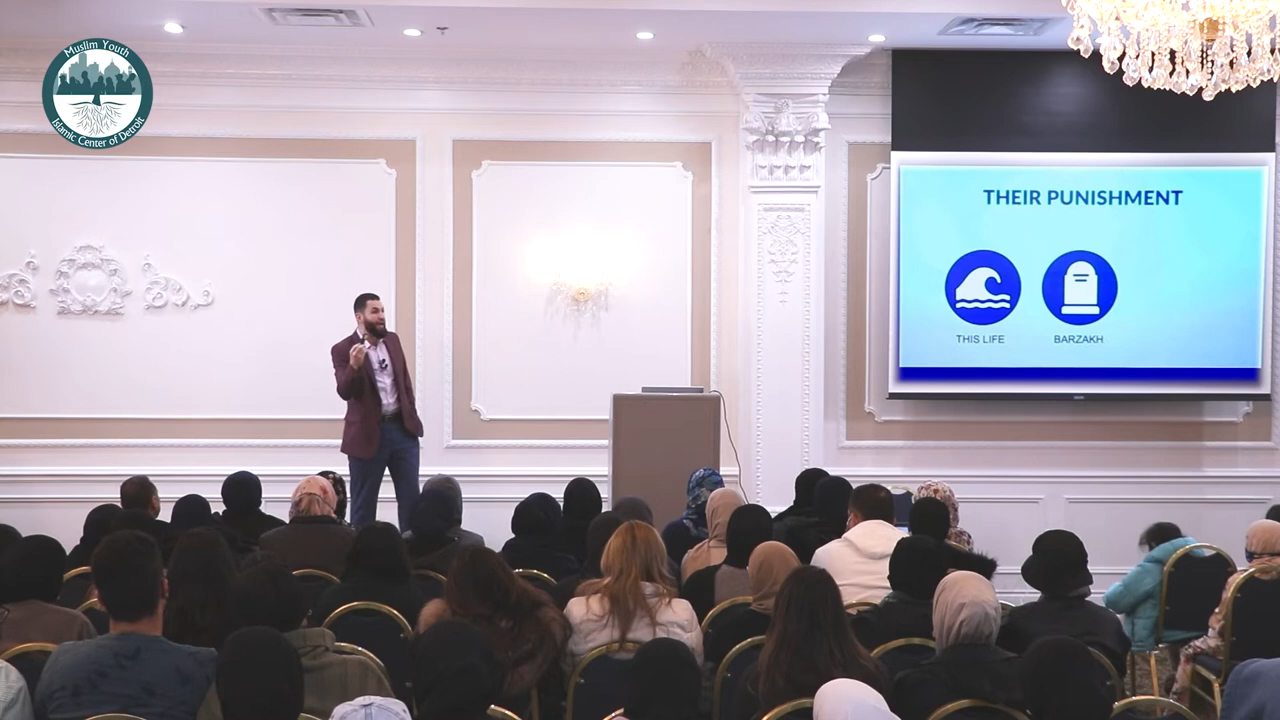 Muslim Youth
Islamic Center of Detroit
THEIR PUNISHMENT
THIS LIFE
BARZAKH